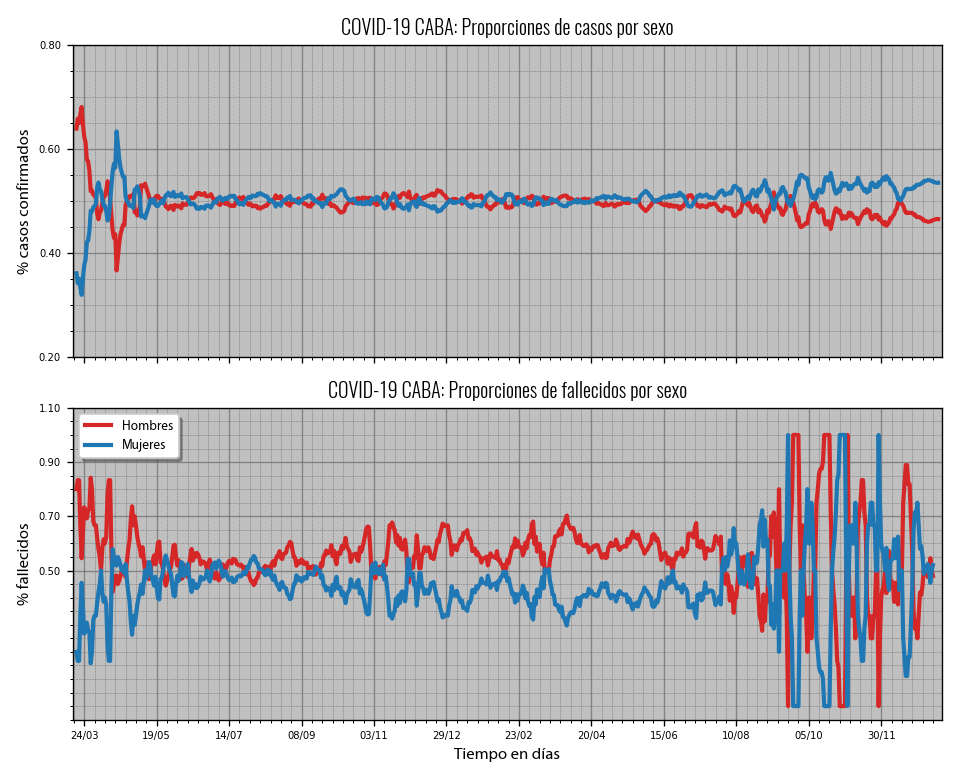 COVID-19 CABA: Proporciones de casos por sexo
0.80
0.60
0.40
0.20
% casos confirmados
COVID-19 CABA: Proporciones de fallecidos por sexo
1.10
0.90
0.70
0.50
% fallecidos
Hombres
Mujeres
24/03 19/05 14/07 08/09 03/11 29/12 23/02 20/04 15/06 10/08 05/10 30/11
Tiempo en días